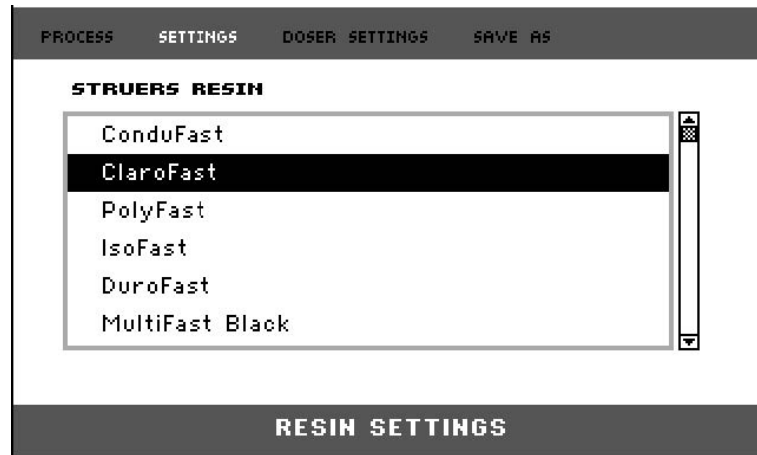 PROCESS SETTINGS DOSER SETTINGS SAVE AS
STRUERS RESIN
ConduFast
ClaroFast
PolyFast
IsoFast
DuroFast
MultiFast Black
RESIN SETTINGS